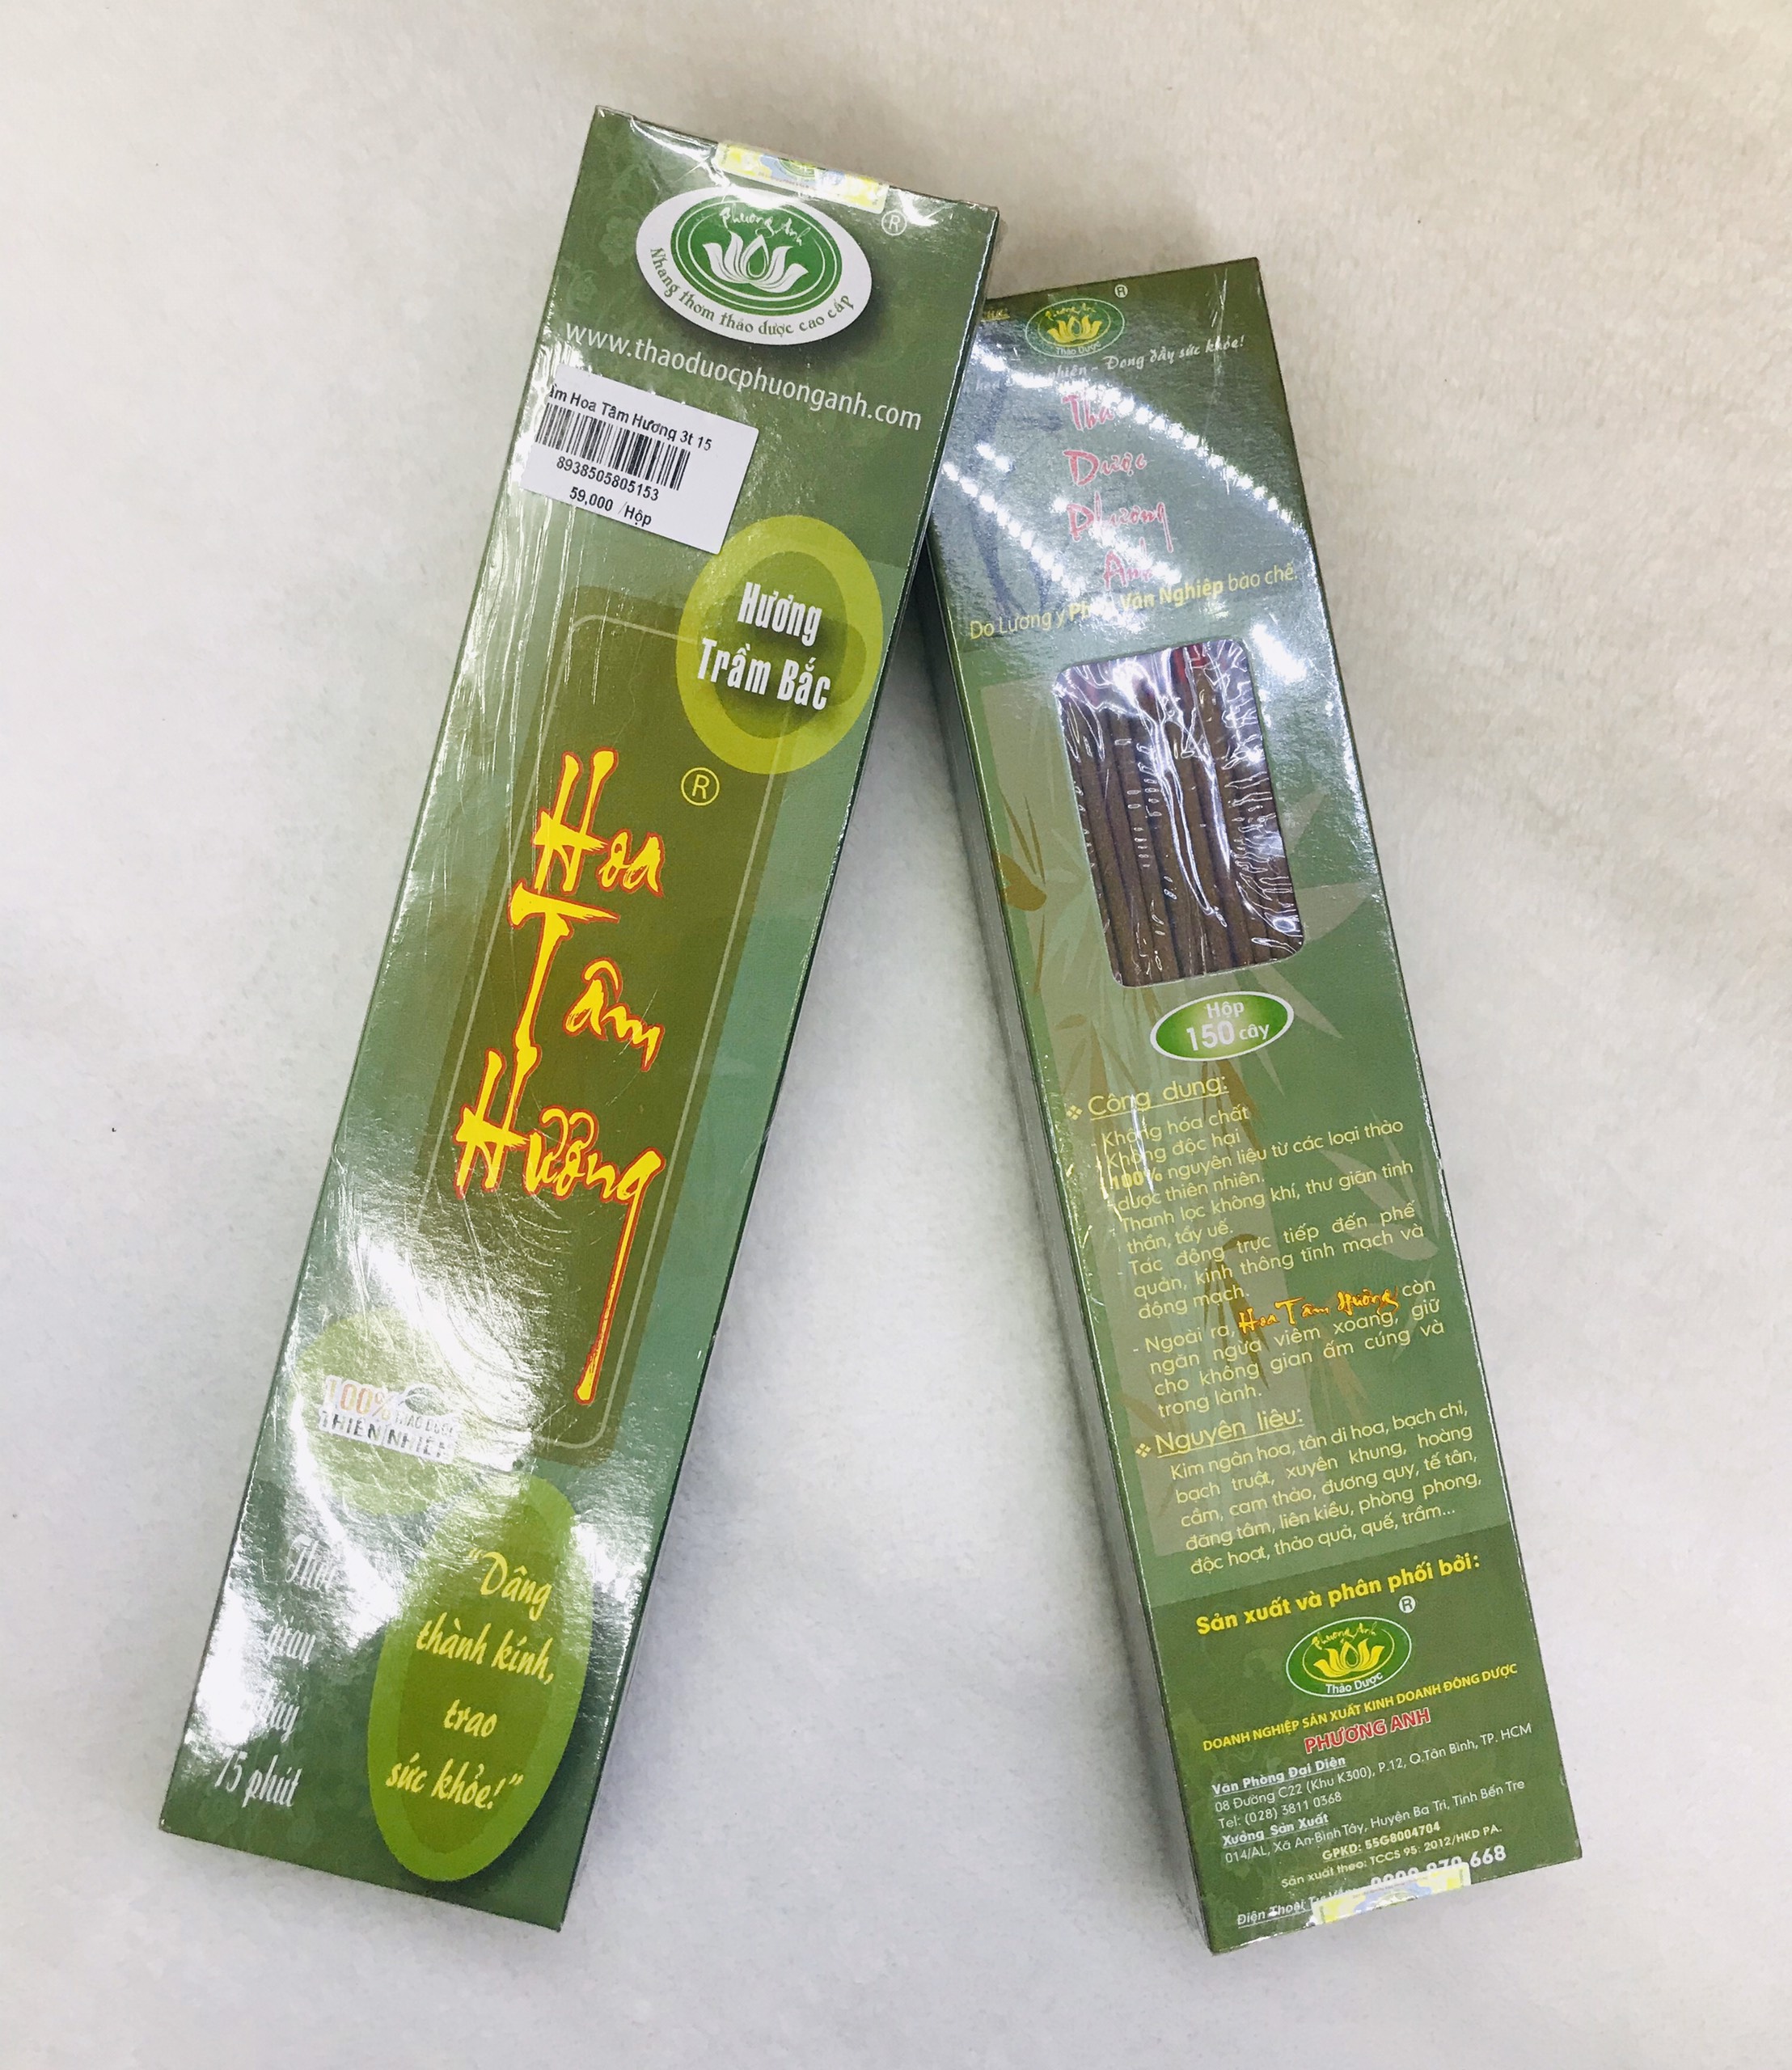 Phương Anh
®
Nhang thơm thảo dược cao cấp
www.thaoduocphuonganh.com
âm Hoa Tâm Hương 3t 15
8938505805153
59,000 /Hộp
Hương
Trầm Bắc
®
Hoa
Tâm
Hương
100% THẢO DƯỢC
THIÊN NHIÊN
gian
cháy
75 phút
"Dâng
thành kính,
trao
sức khỏe!"
®
Phương Anh
Thảo Dược
nhiên - Đong đầy sức khỏe!
Thảo
Dược
Phương
Anh
Do Lương y Phan Văn Nghiệp bào chế.
Hộp
150 cây
❖ Công dụng:
- Không hóa chất
- Không độc hại
- 100% nguyên liệu từ các loại thảo
dược thiên nhiên.
- Thanh lọc không khí, thư giãn tinh
thần, tẩy uế.
- Tác động trực tiếp đến phế
quản, kinh thông tĩnh mạch và
động mạch.
- Ngoài ra, Hoa Tâm Hương còn
ngăn ngừa viêm xoang, giữ
cho không gian ấm cúng và
trong lành.
❖ Nguyên liệu:
Kim ngân hoa, tân di hoa, bạch chỉ,
bạch truật, xuyên khung, hoàng
cầm, cam thảo, đương quy, tế tân,
đăng tâm, liên kiều, phòng phong,
độc hoạt, thảo quả, quế, trầm...
Sản xuất và phân phối bởi:
®
Phương Anh
Thảo Dược
DOANH NGHIỆP SẢN XUẤT KINH DOANH ĐÔNG DƯỢC
PHƯƠNG ANH
Văn Phòng Đại Diện
08 Đường C22 (Khu K300), P.12, Q.Tân Bình, TP. HCM
Tel: (028) 3811 0368
Xưởng Sản Xuất
014/AL, Xã An Bình Tây, Huyện Ba Tri, Tỉnh Bến Tre
GPKD: 55G8004704
Sản xuất theo: TCCS 95: 2012/HKD PA.
Điện Thoại 668